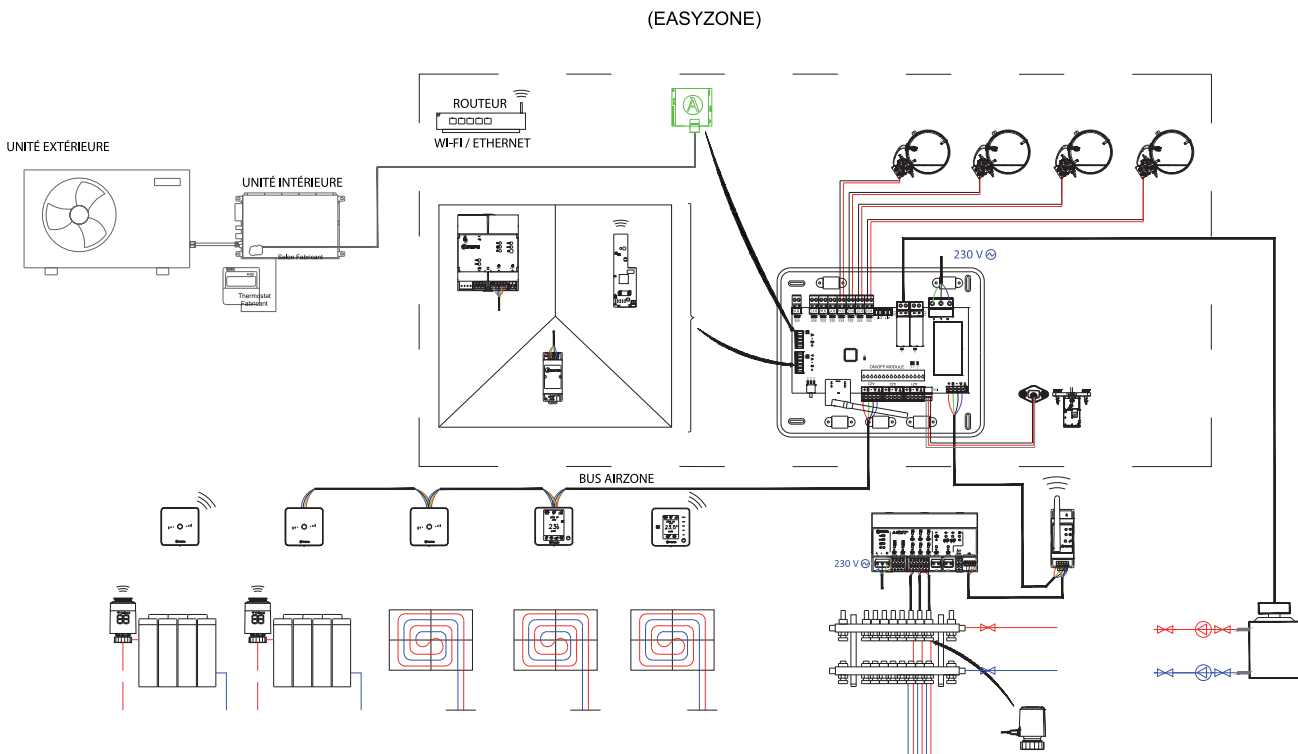 (EASYZONE)
ROUTEUR
WI-FI / ETHERNET
UNITÉ EXTÉRIEURE
UNITÉ INTÉRIEURE
Selon Fabricant
Thermostat
Fabricant
230 V
ON/OFF MODULE
BUS AIRZONE
230 V